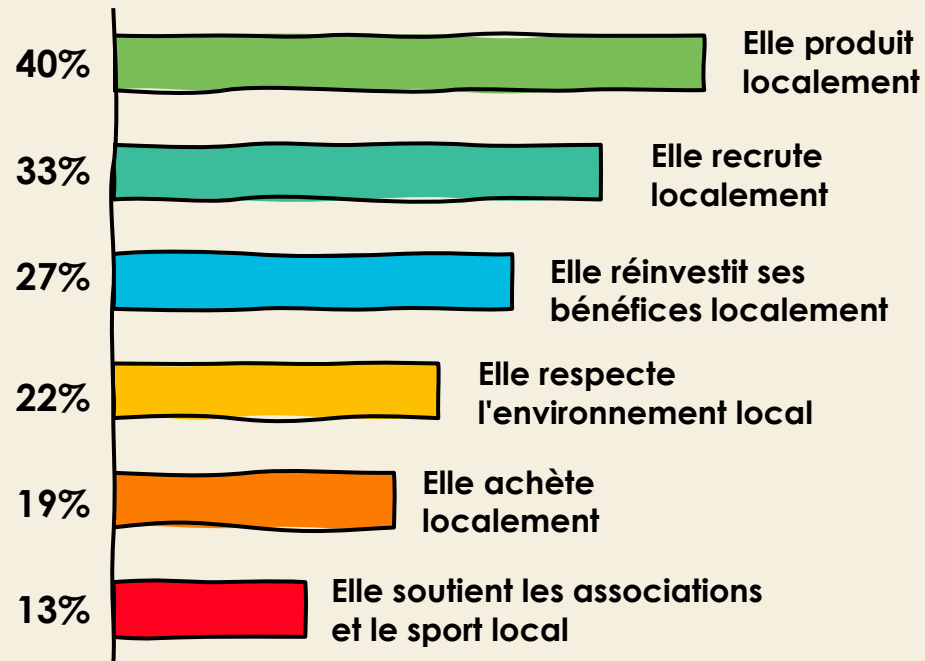 40%
Elle produit
localement
33%
Elle recrute
localement
27%
Elle réinvestit ses
bénéfices localement
22%
Elle respecte
l'environnement local
19%
Elle achète
localement
13%
Elle soutient les associations
et le sport local